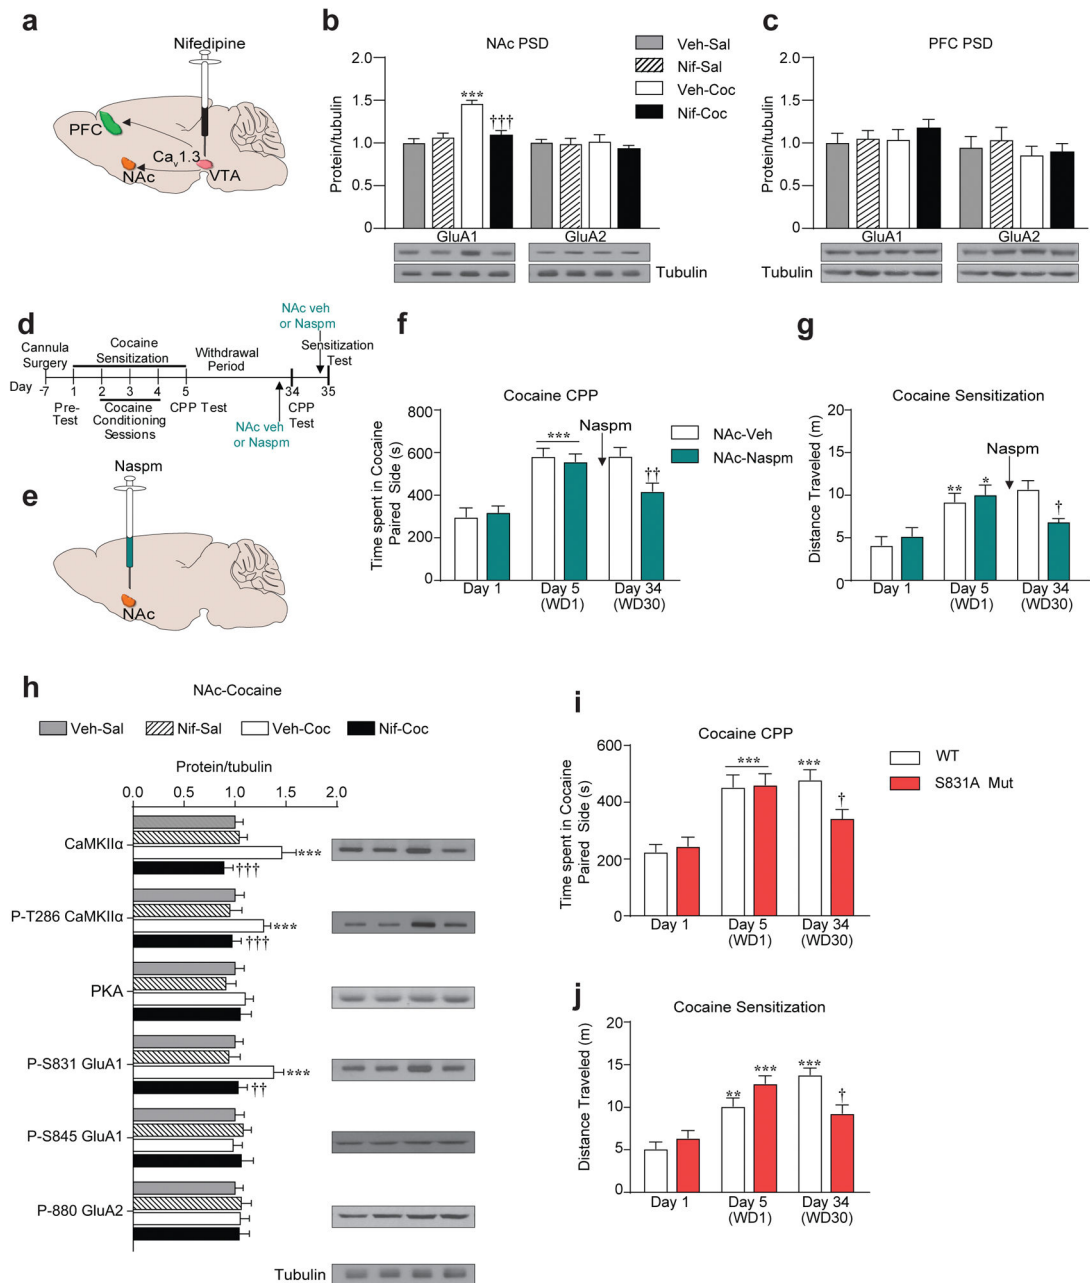 a
Nifedipine
PFC
Cav1.3
NAc
VTA
b
NAc PSD
Protein/tubulin
2.0
1.5
1.0
0.5
0
***
†††
GluA1
GluA2
Tubulin
Veh-Sal
Nif-Sal
Veh-Coc
Nif-Coc
c
PFC PSD
Protein/tubulin
2.0
1.5
1.0
0.5
0
GluA1
GluA2
Tubulin
d
NAc veh
or Naspm
Cannula
Surgery
Cocaine
Sensitization
Withdrawal
Period
Sensitization
Test
Day
-7 1 2 3 4 5 34 35
Pre-
Test
Cocaine
Conditioning
Sessions
CPP Test
CPP
Test
NAc veh
or Naspm
e
Naspm
NAc
f
Cocaine CPP
Time spent in Cocaine
Paired Side (s)
800
600
400
200
0
***
Naspm
††
Day 1
Day 5
(WD1)
Day 34
(WD30)
NAc-Veh
NAc-Naspm
g
Cocaine Sensitization
Distance Traveled (m)
20
15
10
5
0
**
*
Naspm
†
Day 1
Day 5
(WD1)
Day 34
(WD30)
h
NAc-Cocaine
Veh-Sal
Nif-Sal
Veh-Coc
Nif-Coc
Protein/tubulin
0.0 0.5 1.0 1.5 2.0
CaMKIIα
***
†††
P-T286 CaMKIIα
***
†††
PKA
P-S831 GluA1
***
††
P-S845 GluA1
P-880 GluA2
Tubulin
i
Cocaine CPP
Time spent in Cocaine
Paired Side (s)
600
400
200
0
***
***
†
Day 1
Day 5
(WD1)
Day 34
(WD30)
WT
S831A Mut
j
Cocaine Sensitization
Distance Traveled (m)
20
15
10
5
0
**
***
***
†
Day 1
Day 5
(WD1)
Day 34
(WD30)